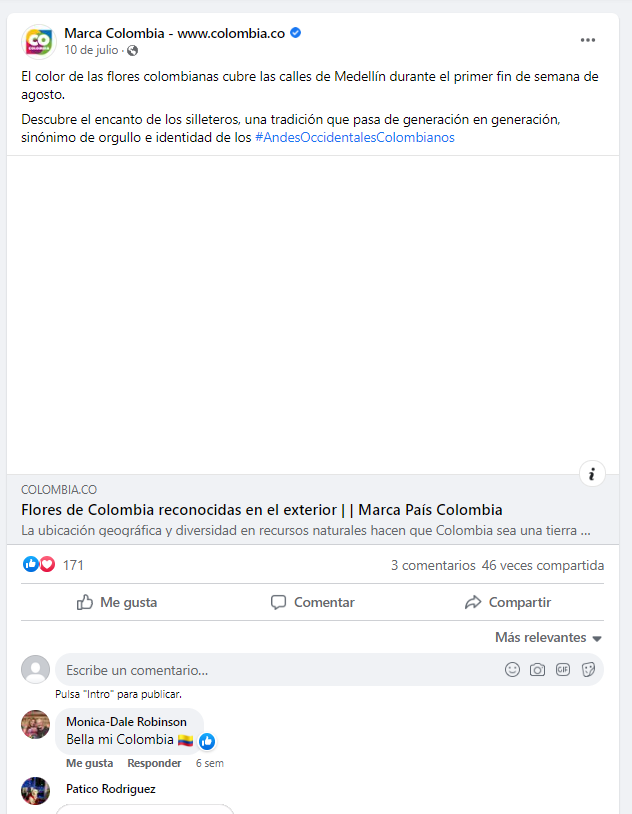 Marca Colombia - www.colombia.co
10 de julio ·
El color de las flores colombianas cubre las calles de Medellín durante el primer fin de semana de
agosto.
Descubre el encanto de los silleteros, una tradición que pasa de generación en generación,
sinónimo de orgullo e identidad de los #AndesOccidentalesColombianos
COLOMBIA.CO
Flores de Colombia reconocidas en el exterior | | Marca País Colombia
La ubicación geográfica y diversidad en recursos naturales hacen que Colombia sea una tierra ...
171
3 comentarios 46 veces compartida
Me gusta Comentar Compartir
Más relevantes
Escribe un comentario...
GIF
Pulsa "Intro" para publicar.
Monica-Dale Robinson
Bella mi Colombia 🇨🇴
Me gusta Responder 6 sem
Patico Rodriguez